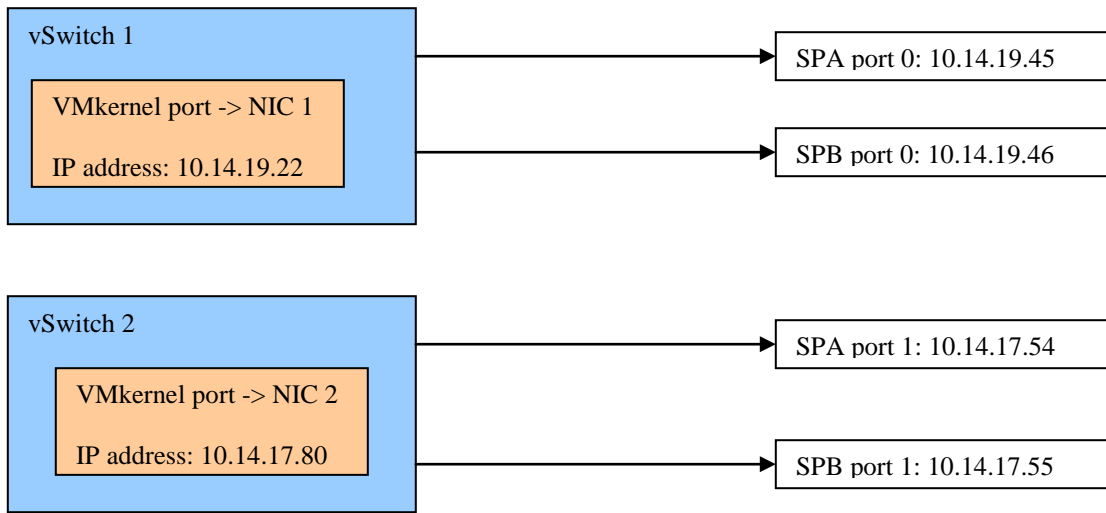 vSwitch 1
VMkernel port -> NIC 1
IP address: 10.14.19.22
SPA port 0: 10.14.19.45
SPB port 0: 10.14.19.46
vSwitch 2
VMkernel port -> NIC 2
IP address: 10.14.17.80
SPA port 1: 10.14.17.54
SPB port 1: 10.14.17.55